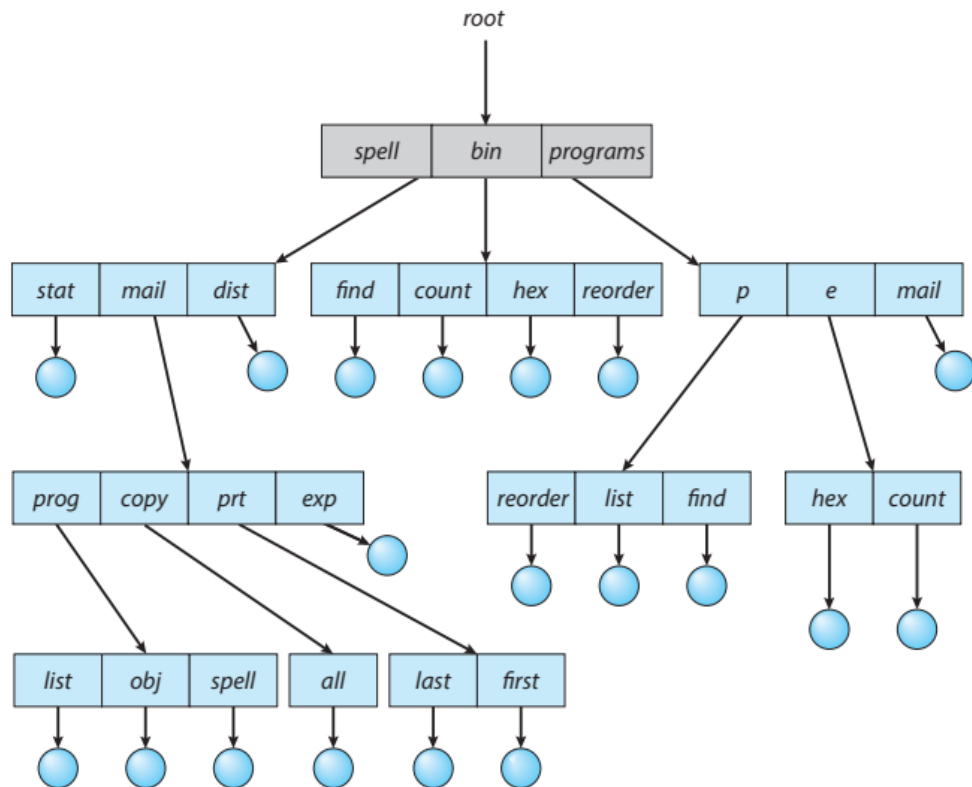 root
spell bin programs
stat mail dist find count hex reorder p e mail
prog copy prt exp reorder list find hex count
list obj spell all last first